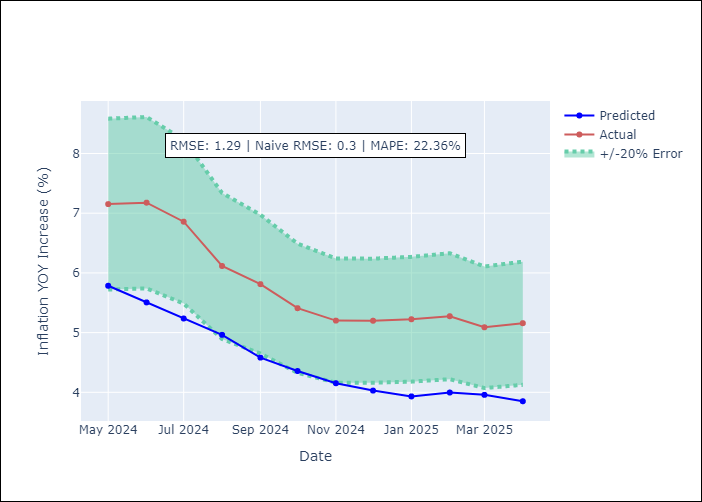 Predicted
Actual
+/-20% Error
RMSE: 1.29 | Naive RMSE: 0.3 | MAPE: 22.36%
Inflation YOY Increase (%)
8
7
6
5
4
May 2024
Jul 2024
Sep 2024
Nov 2024
Jan 2025
Mar 2025
Date